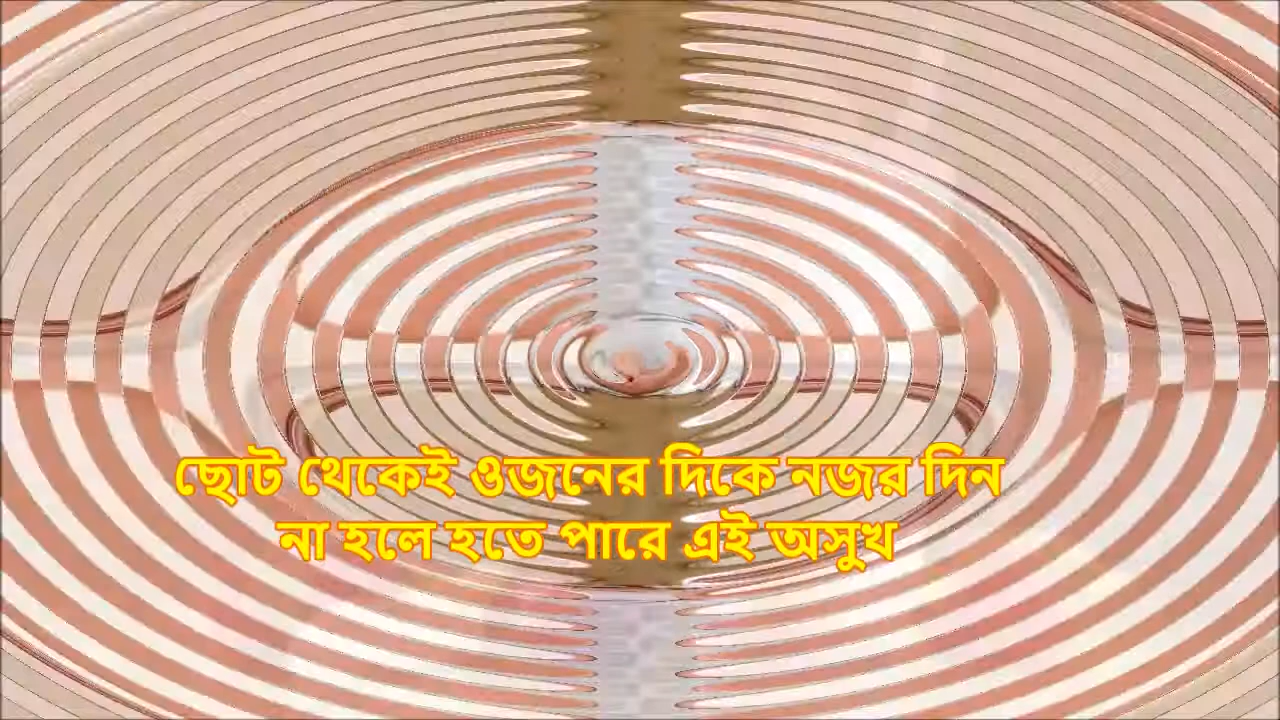 ছোট থেকেই ওজনের দিকে নজর দিন
না হলে হতে পারে এই অসুখ